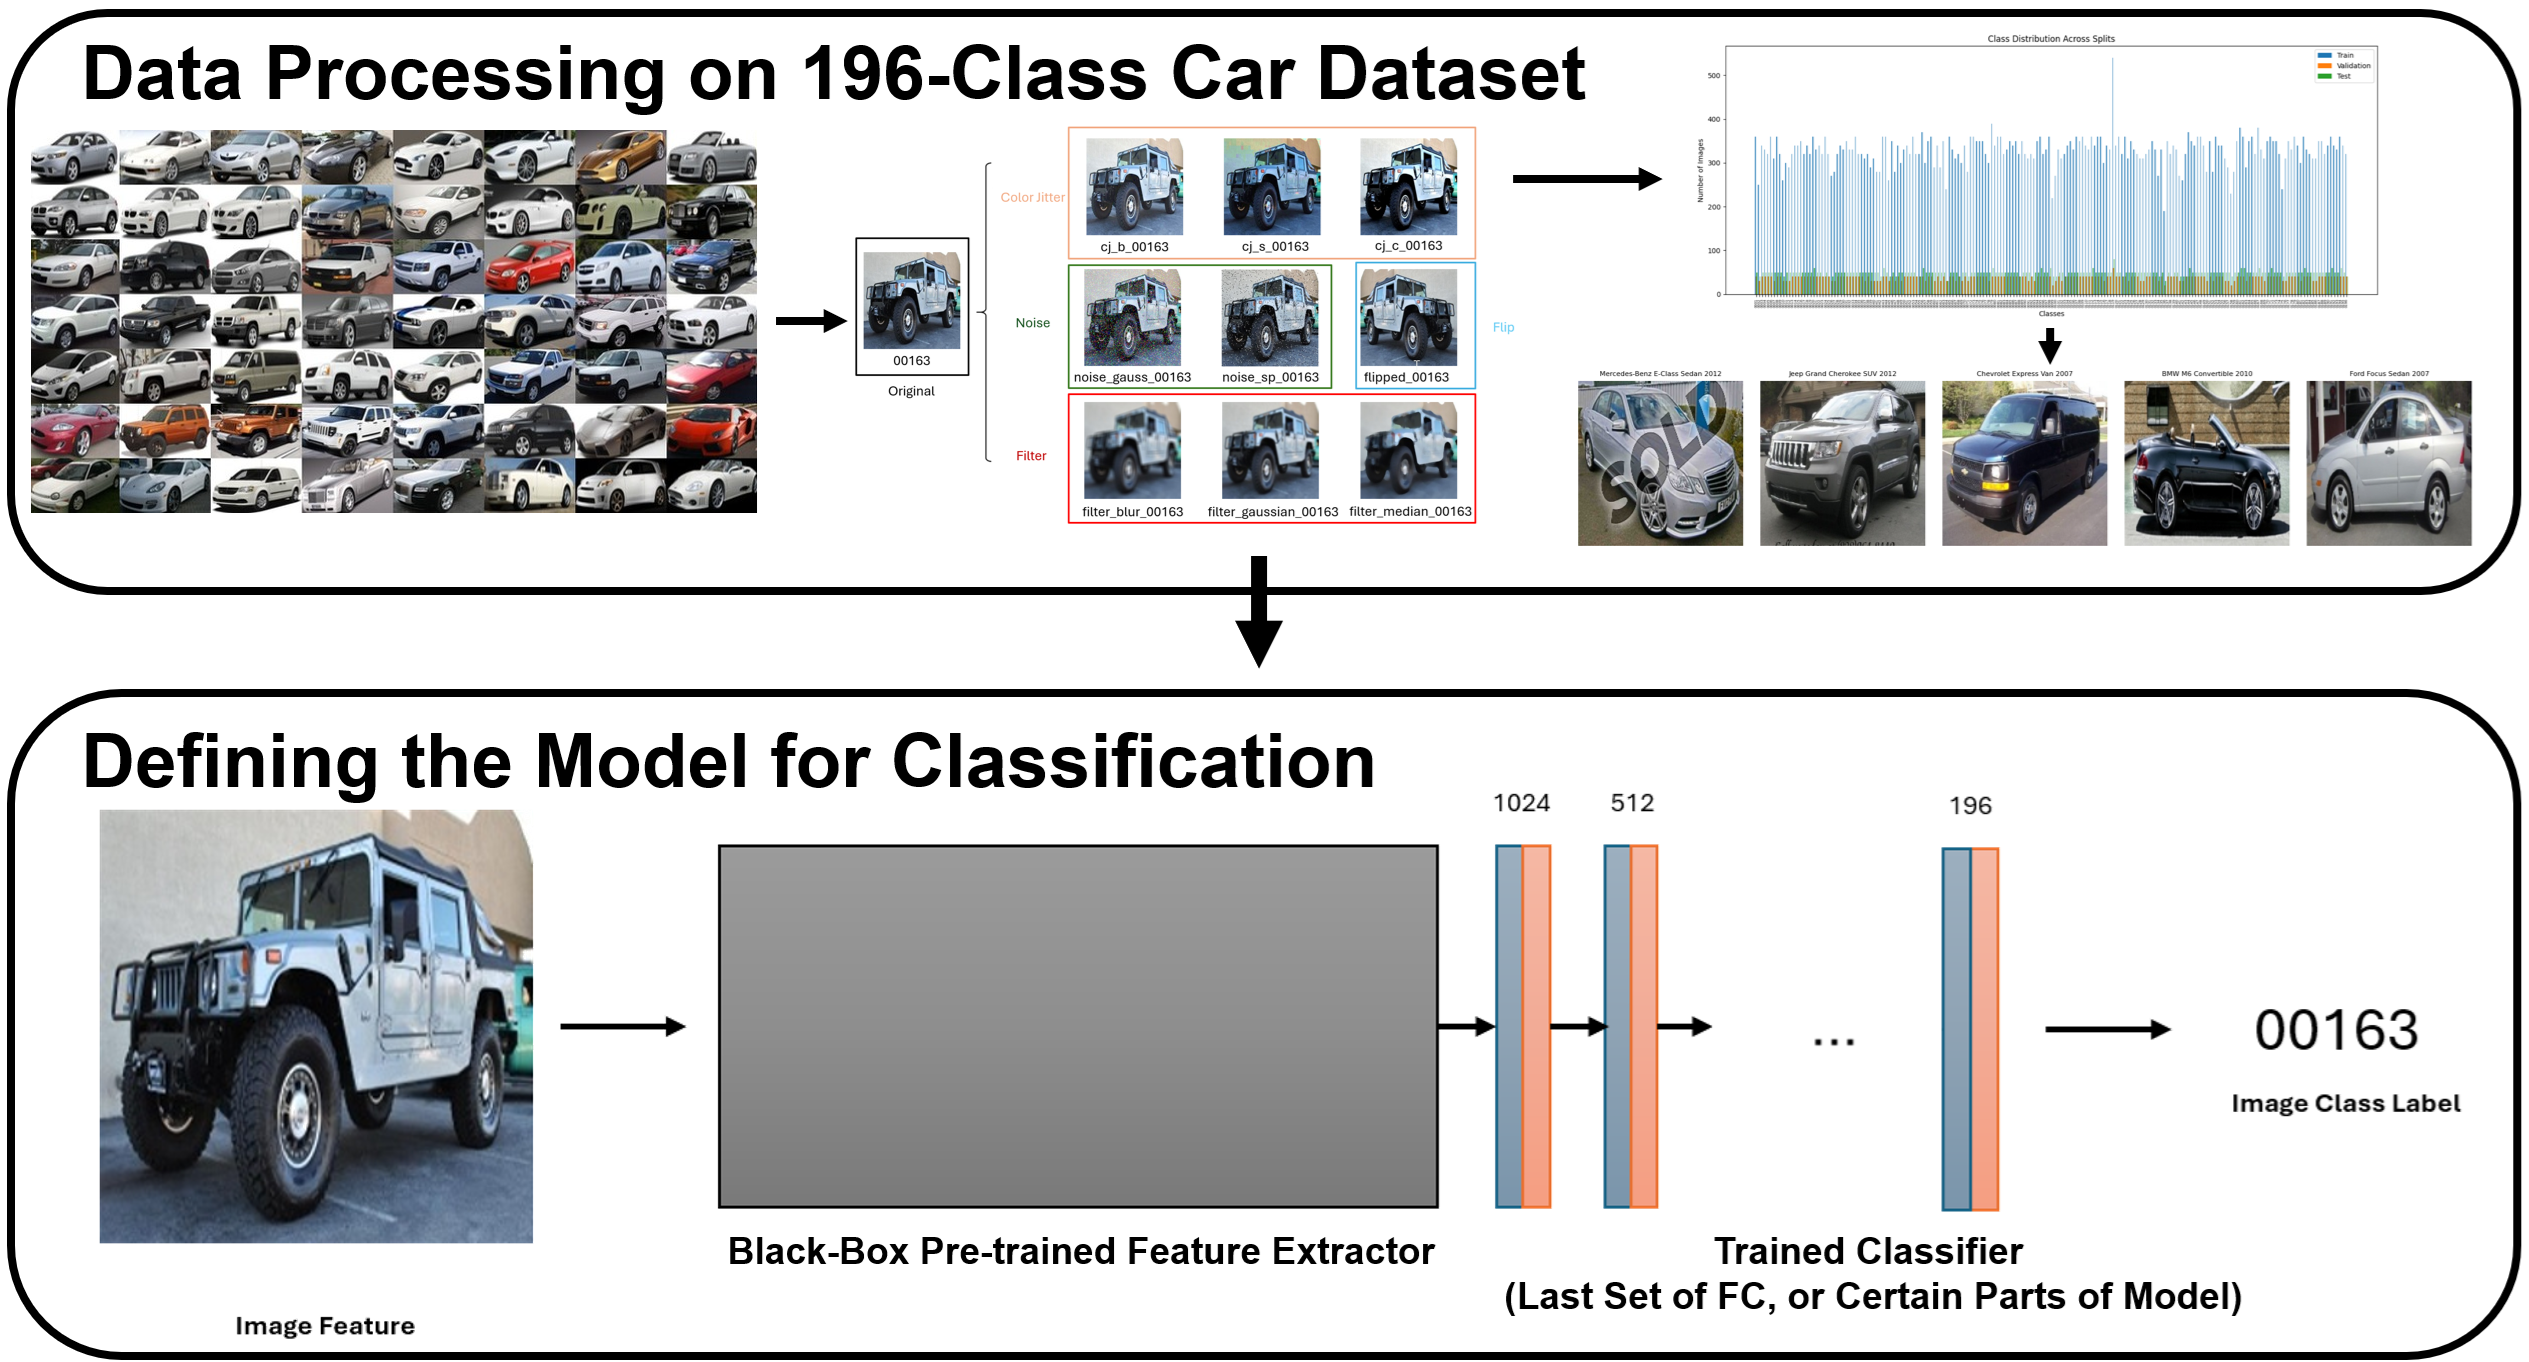 Data Processing on 196-Class Car Dataset
00163
Original
Color Jitter
cj_b_00163
cj_s_00163
cj_c_00163
Noise
noise_gauss_00163
noise_sp_00163
flipped_00163
Flip
Filter
filter_blur_00163
filter_gaussian_00163
filter_median_00163
Class Distribution Across Splits
Train
Validation
Test
Number of Images
500
400
300
200
100
0
Classes
Mercedes-Benz E-Class Sedan 2012
Jeep Grand Cherokee SUV 2012
Chevrolet Express Van 2007
BMW M6 Convertible 2010
Ford Focus Sedan 2007
SOLD
Defining the Model for Classification
1024
512
196
...
00163
Image Class Label
Black-Box Pre-trained Feature Extractor
Trained Classifier
(Last Set of FC, or Certain Parts of Model)
Image Feature